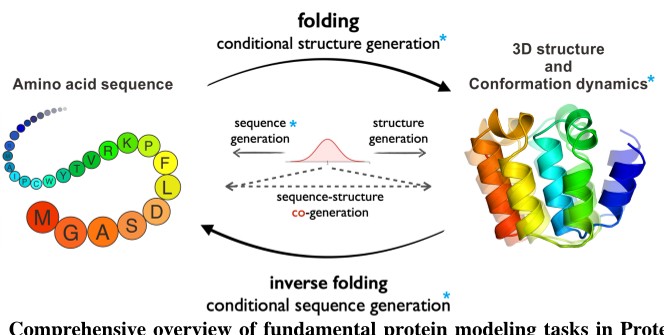 folding
conditional structure generation*
3D structure
and
Conformation dynamics*
Amino acid sequence
sequence *
generation
structure
generation
sequence-structure
co-generation
M G A S D L F P K R V T Y W C P I A
inverse folding
conditional sequence generation*
Comprehensive overview of fundamental protein modeling tasks in Prote